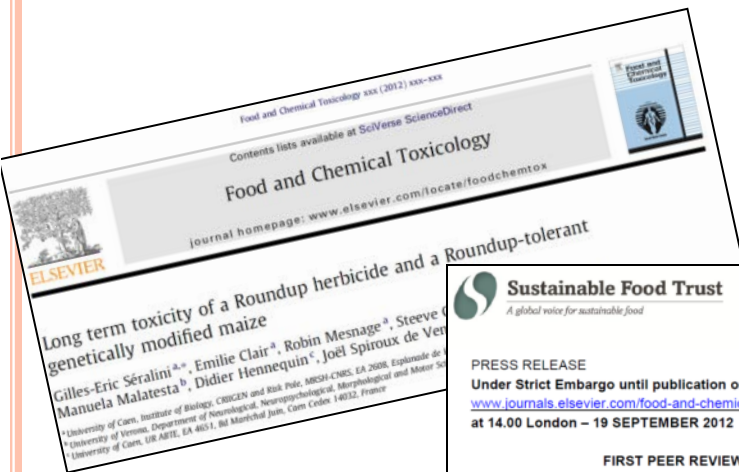 Food and Chemical Toxicology xxx (2012) xxx–xxx
Contents lists available at SciVerse ScienceDirect
Food and Chemical Toxicology
journal homepage: www.elsevier.com/locate/foodchemtox
ELSEVIER
Food and
Chemical
Toxicology
Long term toxicity of a Roundup herbicide and a Roundup-tolerant
genetically modified maize
Gilles-Eric Séralini a,*, Emilie Clair a, Robin Mesnage a, Steeve
Manuela Malatesta b, Didier Hennequin c, Joël Spiroux de
a University of Caen, Institute of Biology, CRIIGEN and Risk Pole, MRSH-CNRS, EA 2608, Esplanade de
b University of Verona, Department of Neurological, Neuropsychological, Morphological and Motor
c University of Caen, UR ABTE, EA 4651, Bd Maréchal Juin, Caen Cedex 14032, France
Sustainable Food Trust
A global voice for sustainable food
PRESS RELEASE
Under Strict Embargo until publication
www.journals.elsevier.com/food-and-chemic
at 14.00 London – 19 SEPTEMBER 2012
FIRST PEER REVIEW